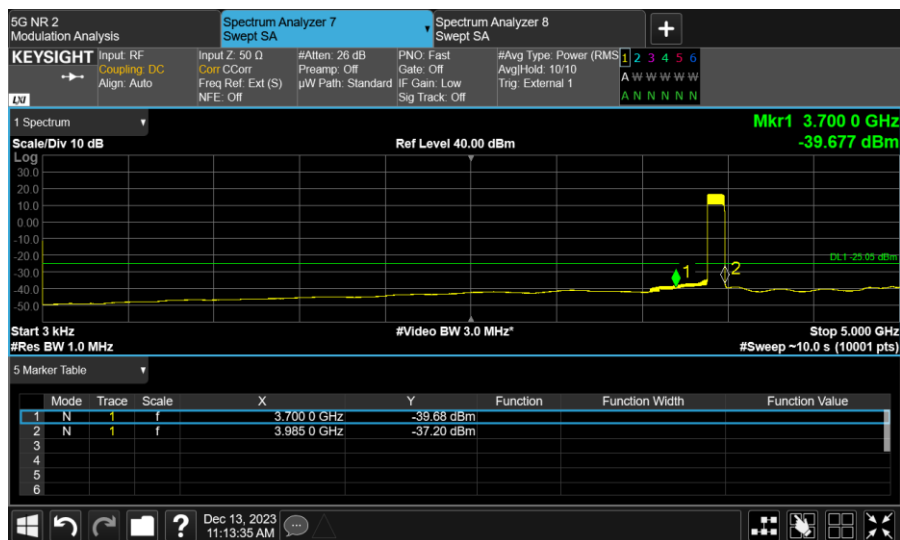 5G NR 2
Modulation Analysis
Spectrum Analyzer 7
Swept SA
Spectrum Analyzer 8
Swept SA
KEYSIGHT
LXI
Input: RF
Coupling: DC
Align: Auto
Input Z: 50 Ω
Corr CCorr
Freq Ref: Ext (S)
NFE: Off
#Atten: 26 dB
Preamp: Off
µW Path: Standard
PNO: Fast
Gate: Off
IF Gain: Low
Sig Track: Off
#Avg Type: Power (RMS
Avg|Hold: 10/10
Trig: External 1
1 2 3 4 5 6
A W W W W W
A N N N N N
1 Spectrum
Mkr1 3.700 0 GHz
Scale/Div 10 dB
Ref Level 40.00 dBm
-39.677 dBm
Log
30.0
20.0
10.0
0.00
-10.0
-20.0
DL1 -25.05 dBm
-30.0
1
2
-40.0
-50.0
Start 3 kHz
#Video BW 3.0 MHz*
Stop 5.000 GHz
#Res BW 1.0 MHz
#Sweep ~10.0 s (10001 pts)
5 Marker Table
Mode Trace Scale X Y Function Function Width Function Value
1 N 1 f 3.700 0 GHz -39.68 dBm
2 N 1 f 3.985 0 GHz -37.20 dBm
3
4
5
6
?
Dec 13, 2023
11:13:35 AM